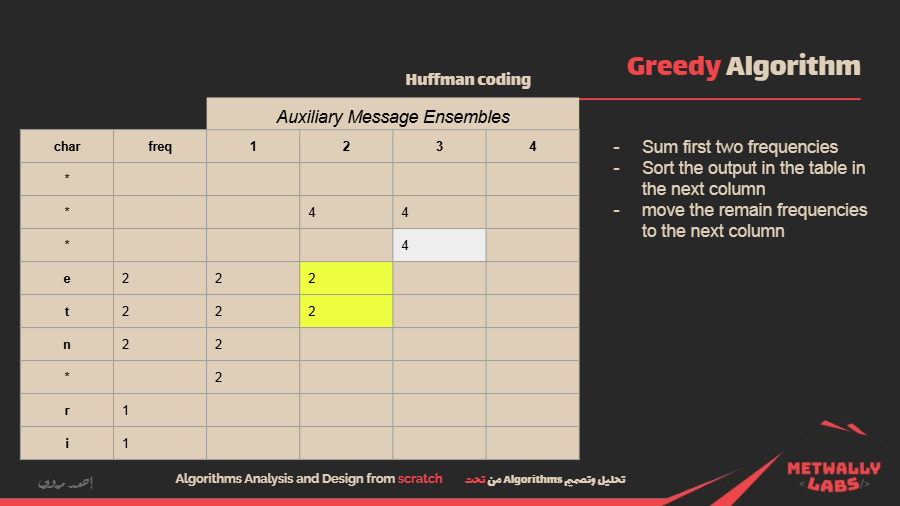 Greedy Algorithm
Huffman coding
Auxiliary Message Ensembles
char freq 1 2 3 4
*
* 4 4
* 4
e 2 2 2
t 2 2 2
n 2 2
* 2
r 1
i 1
- Sum first two frequencies
- Sort the output in the table in
the next column
- move the remain frequencies
to the next column
Algorithms Analysis and Design from scratch
تحليل وتصميم Algorithms من تحت
METWALLY
<LABS/>